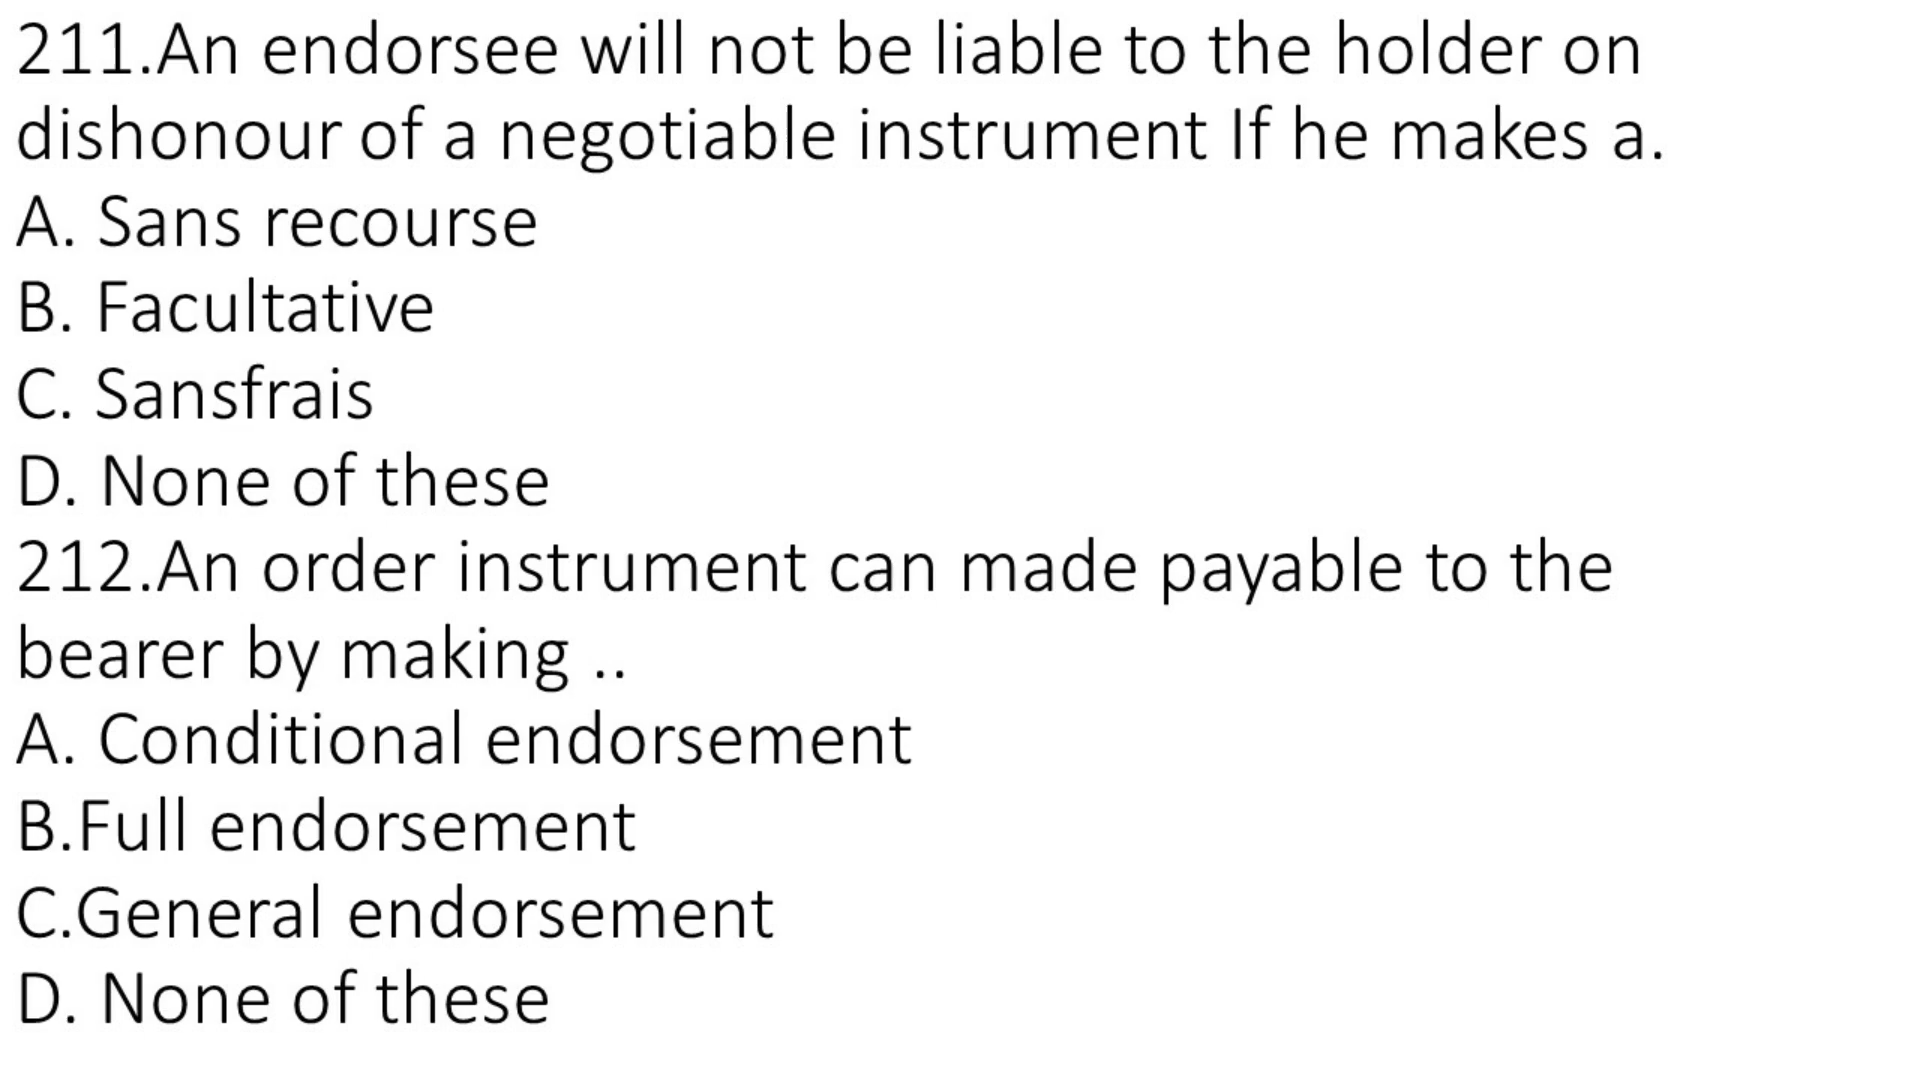 211.An endorsee will not be liable to the holder on
dishonour of a negotiable instrument If he makes a.
A. Sans recourse
B. Facultative
C. Sansfrais
D. None of these
212.An order instrument can made payable to the
bearer by making ..
A. Conditional endorsement
B.Full endorsement
C.General endorsement
D. None of these